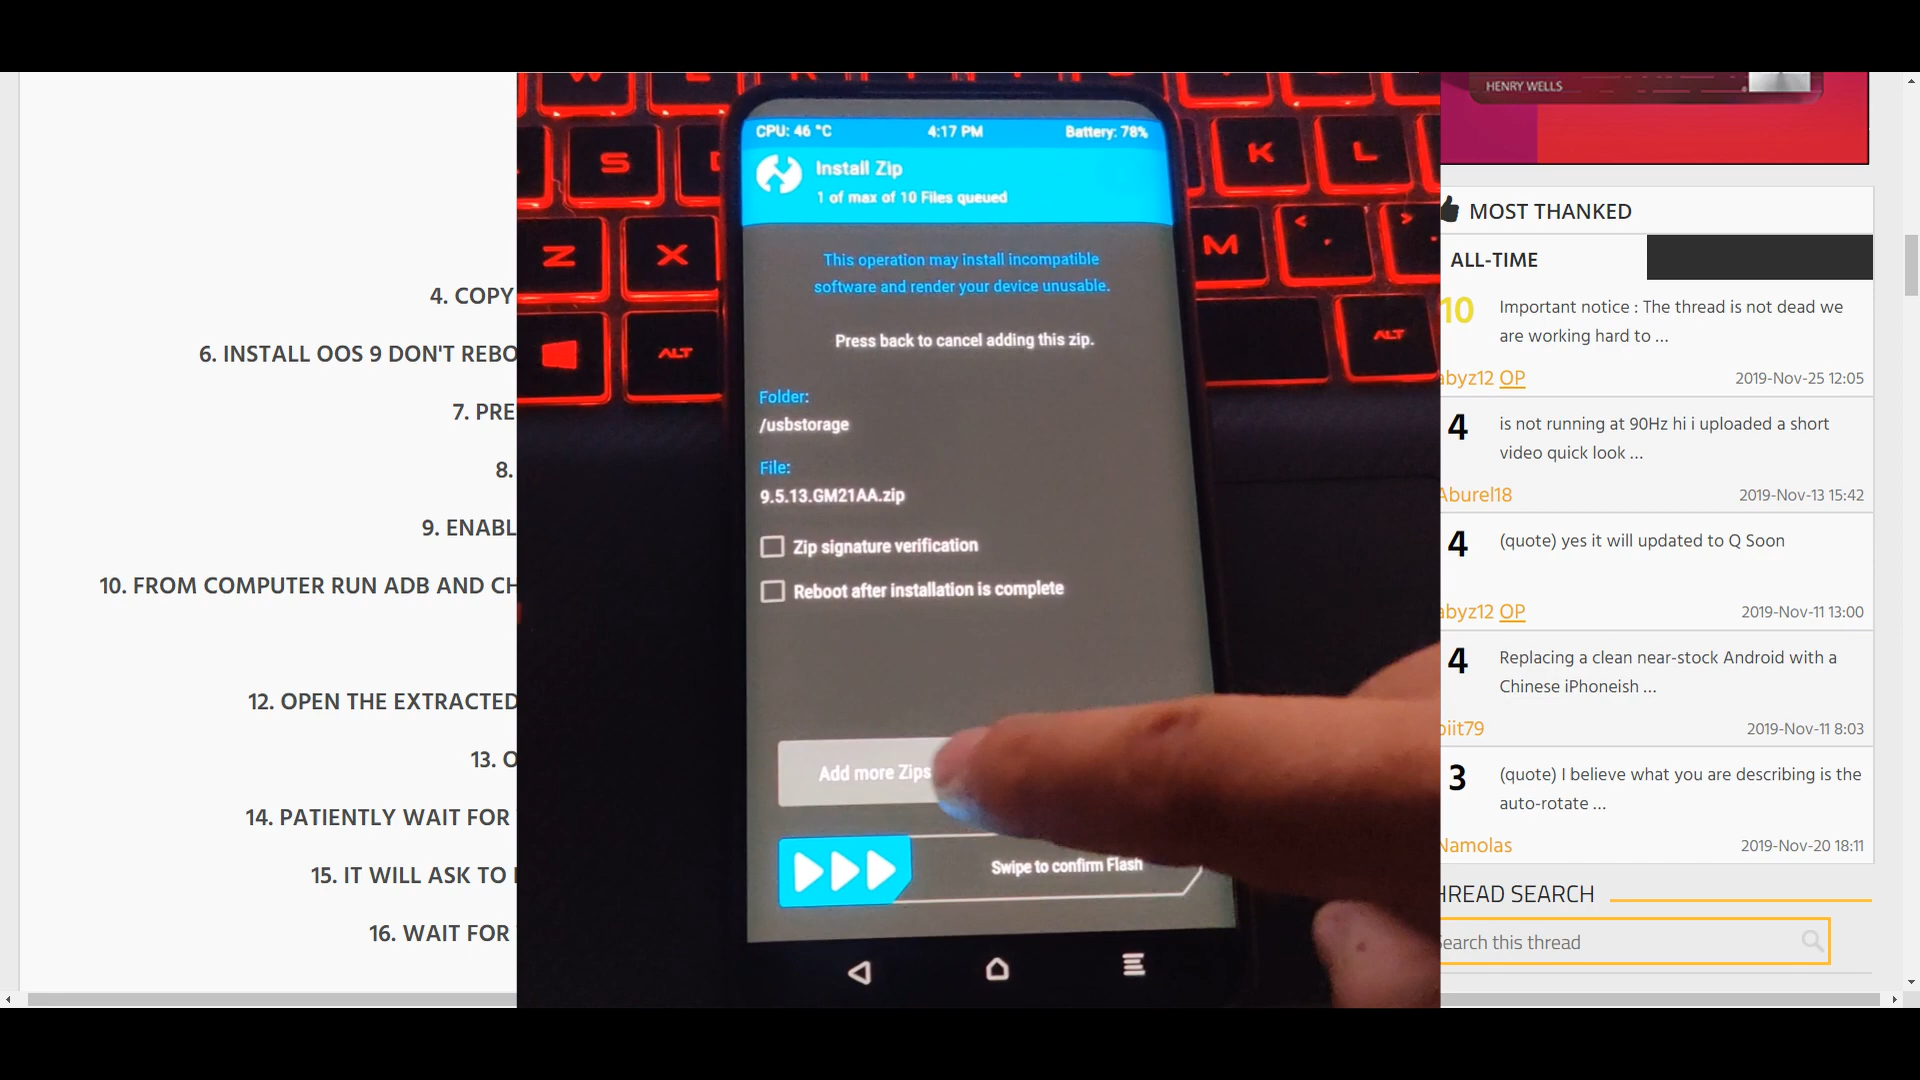 4. COPY
6. INSTALL OOS 9 DON'T REBO
7. PRE
8.
9. ENABL
10. FROM COMPUTER RUN ADB AND CH
12. OPEN THE EXTRACTED
13. O
14. PATIENTLY WAIT FOR
15. IT WILL ASK TO
16. WAIT FOR
S
K
L
Z
X
M
<
>
ALT
ALT
CPU: 46 °C
4:17 PM
Battery: 78%
Install Zip
1 of max of 10 Files queued
This operation may install incompatible
software and render your device unusable.
Press back to cancel adding this zip.
Folder:
/usbstorage
File:
9.5.13.GM21AA.zip
Zip signature verification
Reboot after installation is complete
Add more Zips
Swipe to confirm Flash
HENRY WELLS
MOST THANKED
ALL-TIME
10
Important notice : The thread is not dead we
are working hard to ...
abyz12 OP
2019-Nov-25 12:05
4
is not running at 90Hz hi i uploaded a short
video quick look ...
Aburel18
2019-Nov-13 15:42
4
(quote) yes it will updated to Q Soon
abyz12 OP
2019-Nov-11 13:00
4
Replacing a clean near-stock Android with a
Chinese iPhoneish ...
piit79
2019-Nov-11 8:03
3
(quote) I believe what you are describing is the
auto-rotate ...
Namolas
2019-Nov-20 18:11
HREAD SEARCH
earch this thread